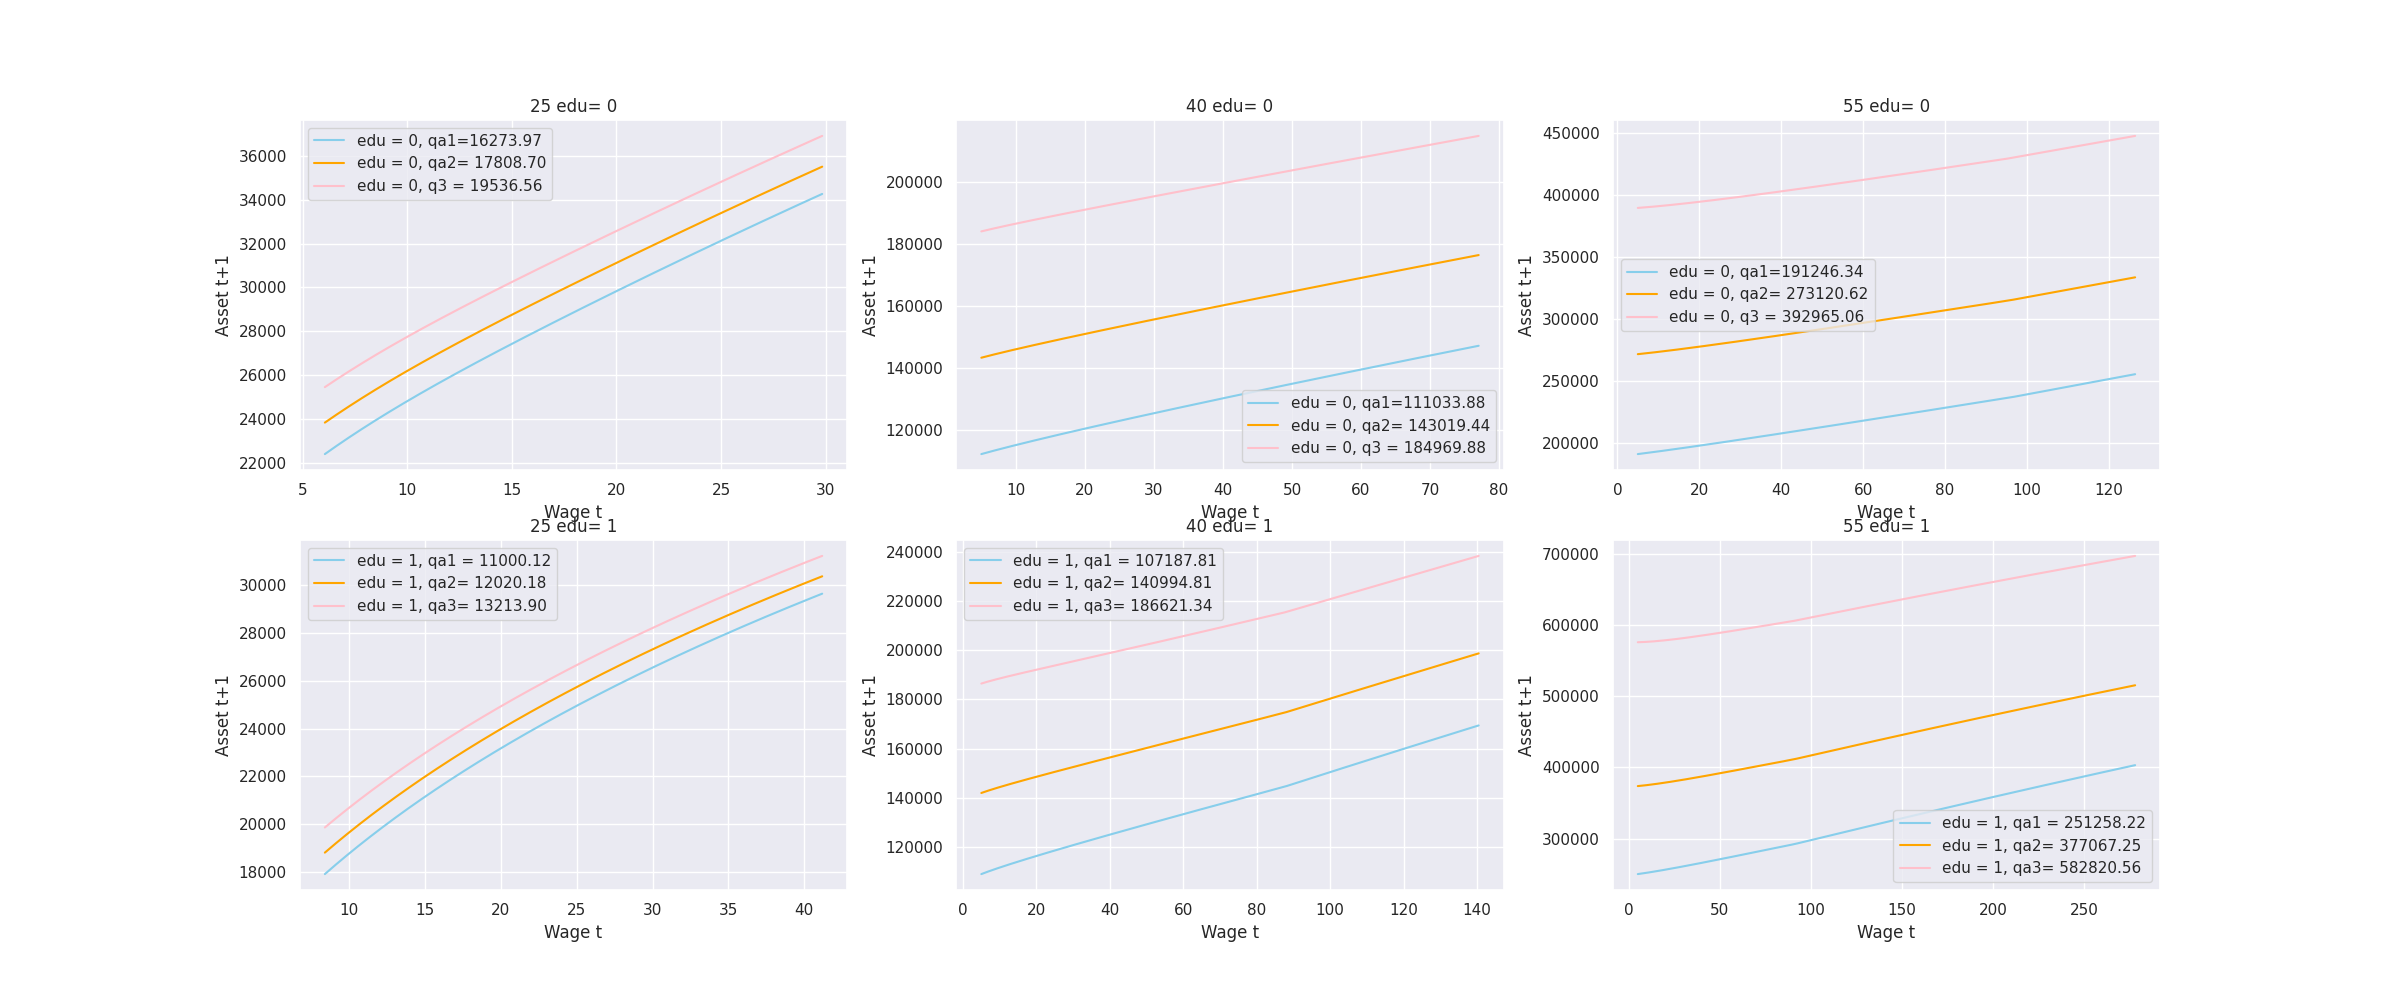 25 edu= 0
edu = 0, qa1=16273.97
edu = 0, qa2= 17808.70
edu = 0, q3 = 19536.56
Asset t+1
36000
34000
32000
30000
28000
26000
24000
22000
5 10 15 20 25 30
Wage t
40 edu= 0
Asset t+1
200000
180000
160000
140000
120000
edu = 0, qa1=111033.88
edu = 0, qa2= 143019.44
edu = 0, q3 = 184969.88
10 20 30 40 50 60 70 80
Wage t
55 edu= 0
Asset t+1
450000
400000
350000
300000
250000
200000
edu = 0, qa1=191246.34
edu = 0, qa2= 273120.62
edu = 0, q3 = 392965.06
0 20 40 60 80 100 120
Wage t
25 edu= 1
edu = 1, qa1 = 11000.12
edu = 1, qa2= 12020.18
edu = 1, qa3= 13213.90
Asset t+1
30000
28000
26000
24000
22000
20000
18000
10 15 20 25 30 35 40
Wage t
40 edu= 1
edu = 1, qa1 = 107187.81
edu = 1, qa2= 140994.81
edu = 1, qa3= 186621.34
Asset t+1
240000
220000
200000
180000
160000
140000
120000
0 20 40 60 80 100 120 140
Wage t
55 edu= 1
Asset t+1
700000
600000
500000
400000
300000
edu = 1, qa1 = 251258.22
edu = 1, qa2= 377067.25
edu = 1, qa3= 582820.56
0 50 100 150 200 250
Wage t